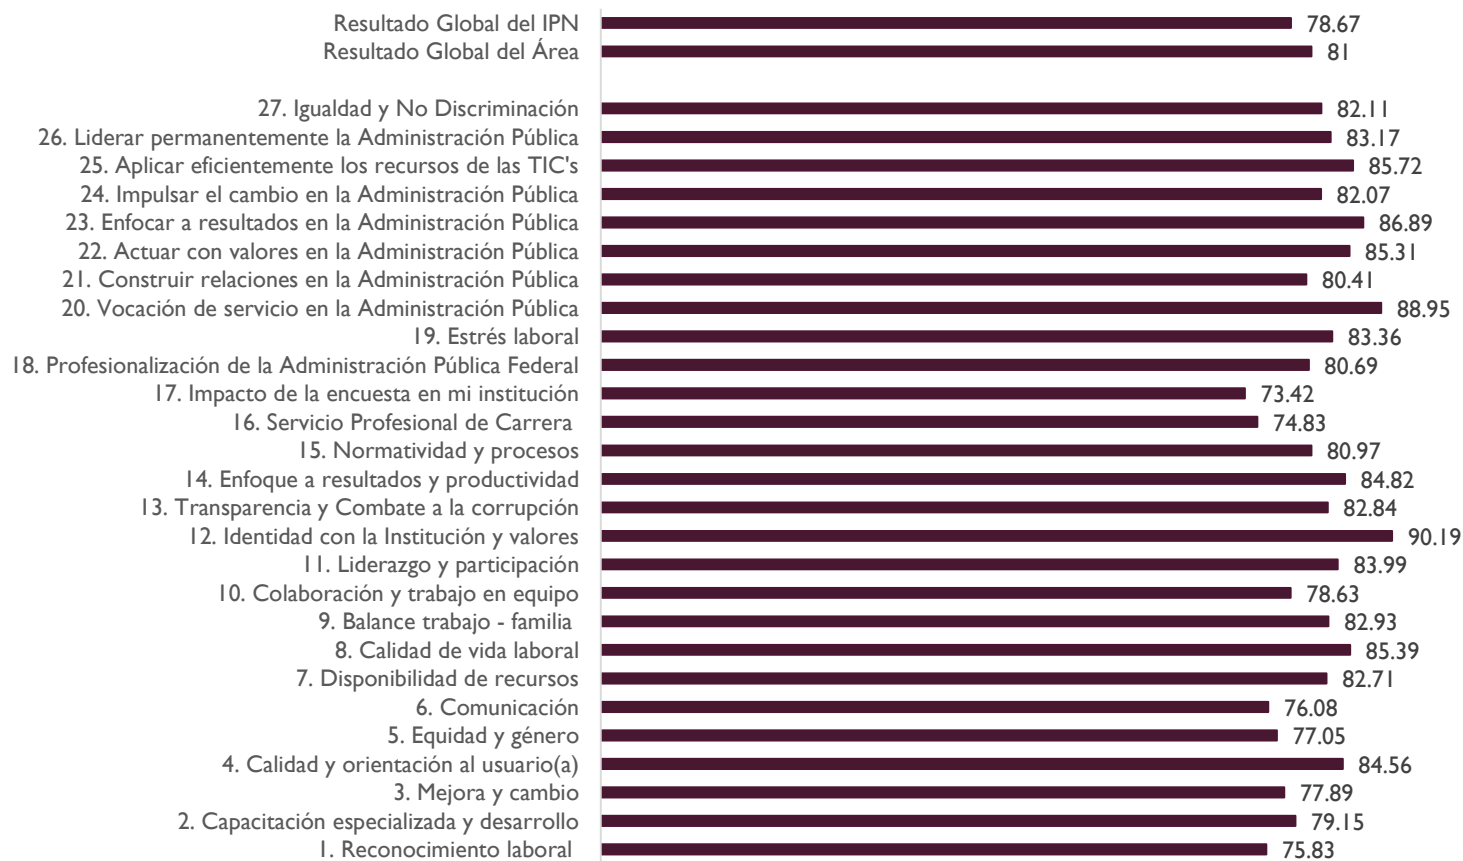 Resultado Global del IPN 78.67
Resultado Global del Área 81
27. Igualdad y No Discriminación 82.11
26. Liderar permanentemente la Administración Pública 83.17
25. Aplicar eficientemente los recursos de las TIC's 85.72
24. Impulsar el cambio en la Administración Pública 82.07
23. Enfocar a resultados en la Administración Pública 86.89
22. Actuar con valores en la Administración Pública 85.31
21. Construir relaciones en la Administración Pública 80.41
20. Vocación de servicio en la Administración Pública 88.95
19. Estrés laboral 83.36
18. Profesionalización de la Administración Pública Federal 80.69
17. Impacto de la encuesta en mi institución 73.42
16. Servicio Profesional de Carrera 74.83
15. Normatividad y procesos 80.97
14. Enfoque a resultados y productividad 84.82
13. Transparencia y Combate a la corrupción 82.84
12. Identidad con la Institución y valores 90.19
11. Liderazgo y participación 83.99
10. Colaboración y trabajo en equipo 78.63
9. Balance trabajo - familia 82.93
8. Calidad de vida laboral 85.39
7. Disponibilidad de recursos 82.71
6. Comunicación 76.08
5. Equidad y género 77.05
4. Calidad y orientación al usuario(a) 84.56
3. Mejora y cambio 77.89
2. Capacitación especializada y desarrollo 79.15
1. Reconocimiento laboral 75.83